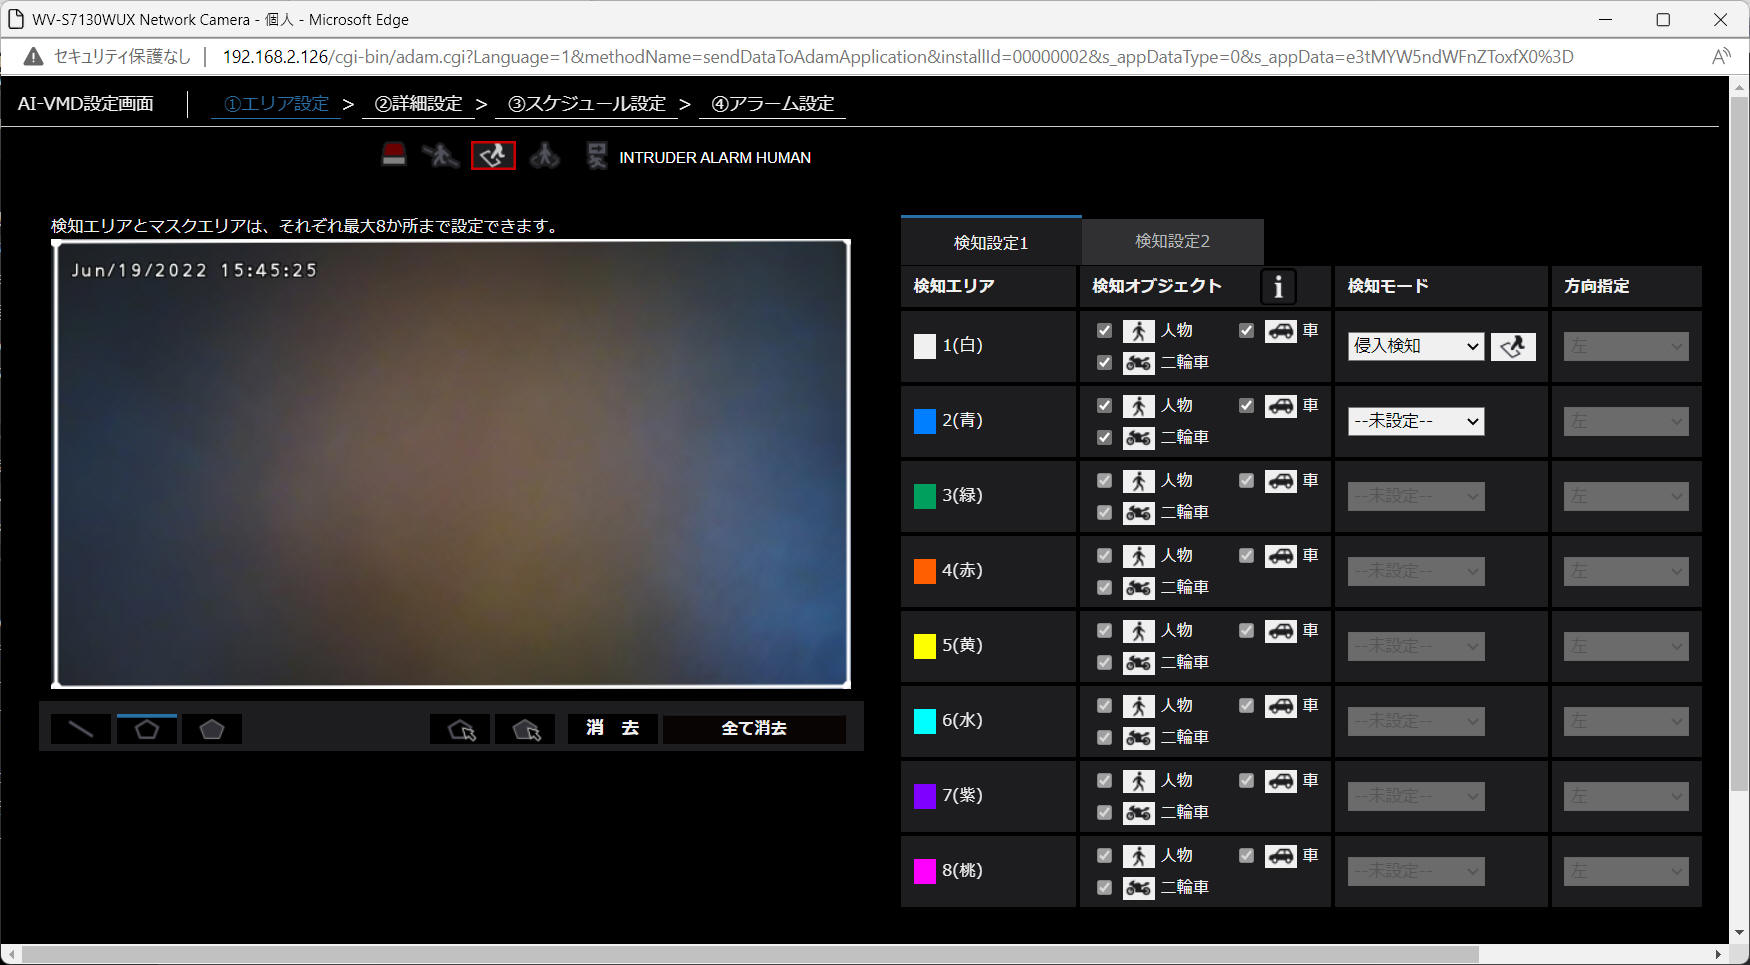 WV-S7130WUX Network Camera - 個人 - Microsoft Edge
セキュリティ保護なし | 192.168.2.126/cgi-bin/adam.cgi?Language=1&methodName=sendDataToAdamApplication&installId=00000002&s_appDataType=0&s_appData=e3tMYW5ndWFnZToxfX0%3D
AI-VMD設定画面 ①エリア設定 > ②詳細設定 > ③スケジュール設定 > ④アラーム設定
INTRUDER ALARM HUMAN
検知エリアとマスクエリアは、それぞれ最大8か所まで設定できます。
Jun/19/2022 15:45:25
消 去 全て消去
検知設定1 検知設定2
検知エリア 検知オブジェクト i 検知モード 方向指定
1(白) 人物 車 二輪車 侵入検知 左
2(青) 人物 車 二輪車 --未設定-- 左
3(緑) 人物 車 二輪車 --未設定-- 左
4(赤) 人物 車 二輪車 --未設定-- 左
5(黄) 人物 車 二輪車 --未設定-- 左
6(水) 人物 車 二輪車 --未設定-- 左
7(紫) 人物 車 二輪車 --未設定-- 左
8(桃) 人物 車 二輪車 --未設定-- 左